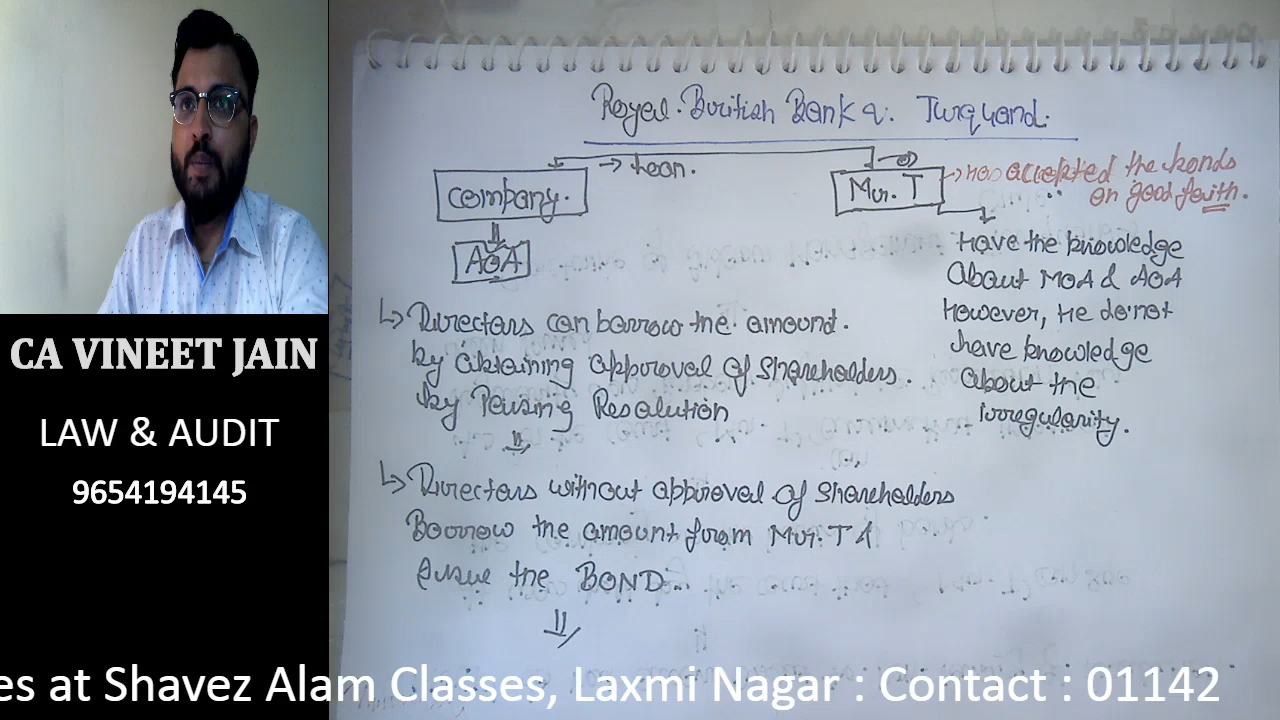 CA VINEET JAIN
LAW & AUDIT
9654194145
Royal British Bank v. Turquand.
Company.
→ Loan.
Mr. T
AOA
→ has accepted the bonds
on good faith.
Have the knowledge
About MOA & AOA
However, He do not
have knowledge
about the
irregularity.
↳ Directors can borrow the amount.
by obtaining approval of Shareholders.
by Passing Resolution
↳ Directors without approval of Shareholders
Borrow the amount from Mr. T &
Issue the BOND.
es at Shavez Alam Classes, Laxmi Nagar : Contact : 01142